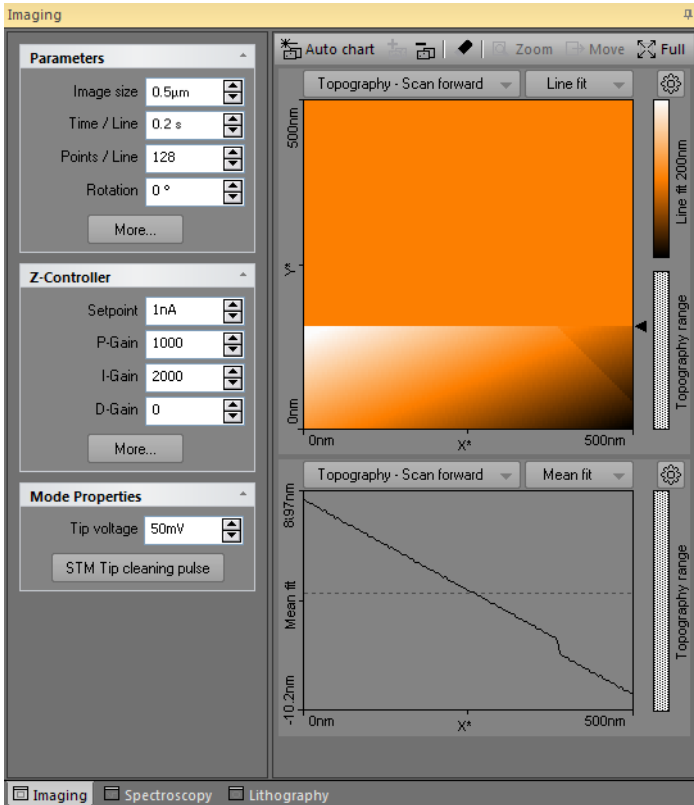 Imaging
Parameters
Image size 0.5µm
Time / Line 0.2 s
Points / Line 128
Rotation 0 °
More...
Z-Controller
Setpoint 1nA
P-Gain 1000
I-Gain 2000
D-Gain 0
More...
Mode Properties
Tip voltage 50mV
STM Tip cleaning pulse
Auto chart Zoom Move Full
Topography - Scan forward Line fit
500nm
Y*
0nm
0nm X* 500nm
Line fit 200nm
Topography range
Topography - Scan forward Mean fit
8.97nm
Mean fit
-10.2nm
0nm X* 500nm
Topography range
Imaging Spectroscopy Lithography